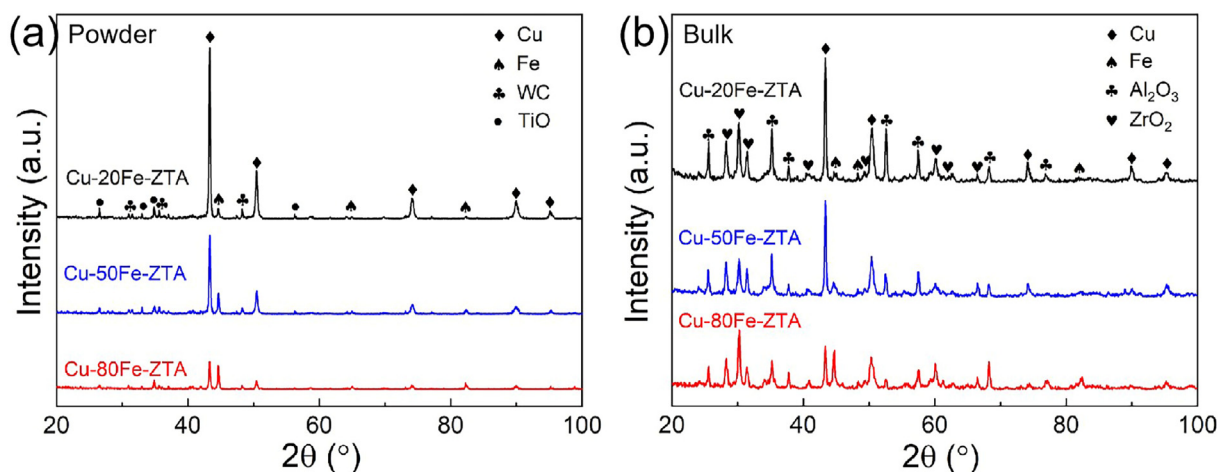 (a) Powder
♦ Cu
♠ Fe
♣ WC
• TiO
Cu-20Fe-ZTA
Cu-50Fe-ZTA
Cu-80Fe-ZTA
Intensity (a.u.)
20 40 60 80 100
2θ (°)
(b) Bulk
♦ Cu
♠ Fe
♣ Al₂O₃
♥ ZrO₂
Cu-20Fe-ZTA
Cu-50Fe-ZTA
Cu-80Fe-ZTA
Intensity (a.u.)
20 40 60 80 100
2θ (°)